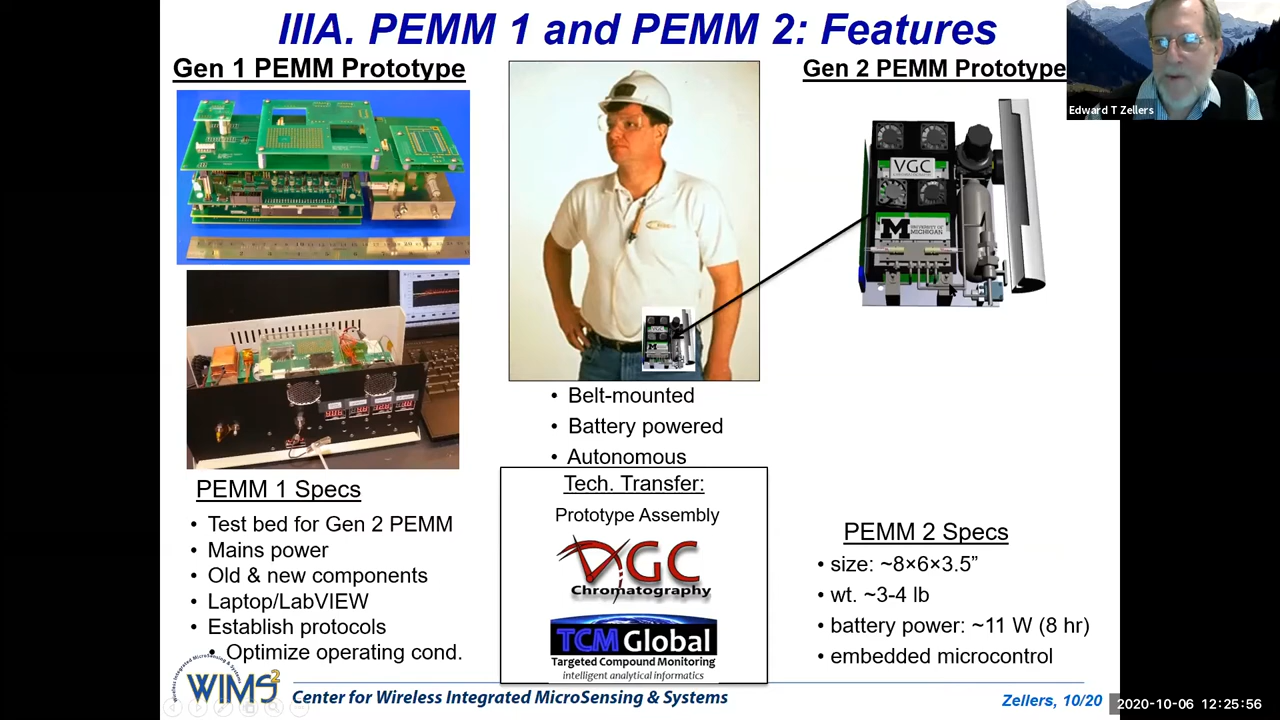 IIIA. PEMM 1 and PEMM 2: Features
Gen 1 PEMM Prototype
Gen 2 PEMM Prototype
Edward T Zellers
VGC
M
UNIVERSITY OF
MICHIGAN
VGC
M
• Belt-mounted
• Battery powered
• Autonomous
Tech. Transfer:
Prototype Assembly
VGC
Chromatography
TCM Global
Targeted Compound Monitoring
intelligent analytical informatics
PEMM 1 Specs
• Test bed for Gen 2 PEMM
• Mains power
• Old & new components
• Laptop/LabVIEW
• Establish protocols
• Optimize operating cond.
PEMM 2 Specs
• size: ~8×6×3.5”
• wt. ~3-4 lb
• battery power: ~11 W (8 hr)
• embedded microcontrol
Wireless Integrated MicroSensing & Systems
WIMS2
Center for Wireless Integrated MicroSensing & Systems
Zellers, 10/20
2020-10-06 12:25:56